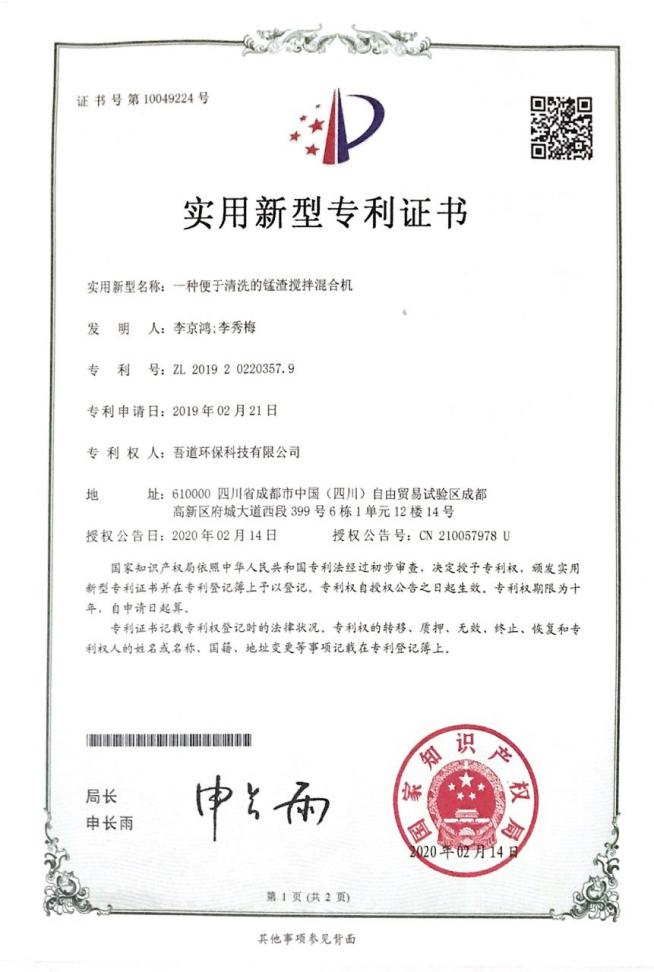 证书号第10049224号
实用新型专利证书
实用新型名称：一种便于清洗的锰渣搅拌混合机
发明人：李京鸿;李秀梅
专利号：ZL 2019 2 0220357.9
专利申请日：2019年02月21日
专利权人：吾道环保科技有限公司
地址：610000 四川省成都市中国（四川）自由贸易试验区成都
高新区府城大道西段399号6栋1单元12楼14号
授权公告日：2020年02月14日 授权公告号：CN 210057978 U
国家知识产权局依照中华人民共和国专利法经过初步审查，决定授予专利权，颁发实用
新型专利证书并在专利登记簿上予以登记。专利权自授权公告之日起生效。专利权期限为十
年，自申请日起算。
专利证书记载专利权登记时的法律状况。专利权的转移、质押、无效、终止、恢复和专
利权人的姓名或名称、国籍、地址变更等事项记载在专利登记簿上。
局长
申长雨
申长雨
国家知识产权局
2020年02月14日
第1页(共2页)
其他事项参见背面